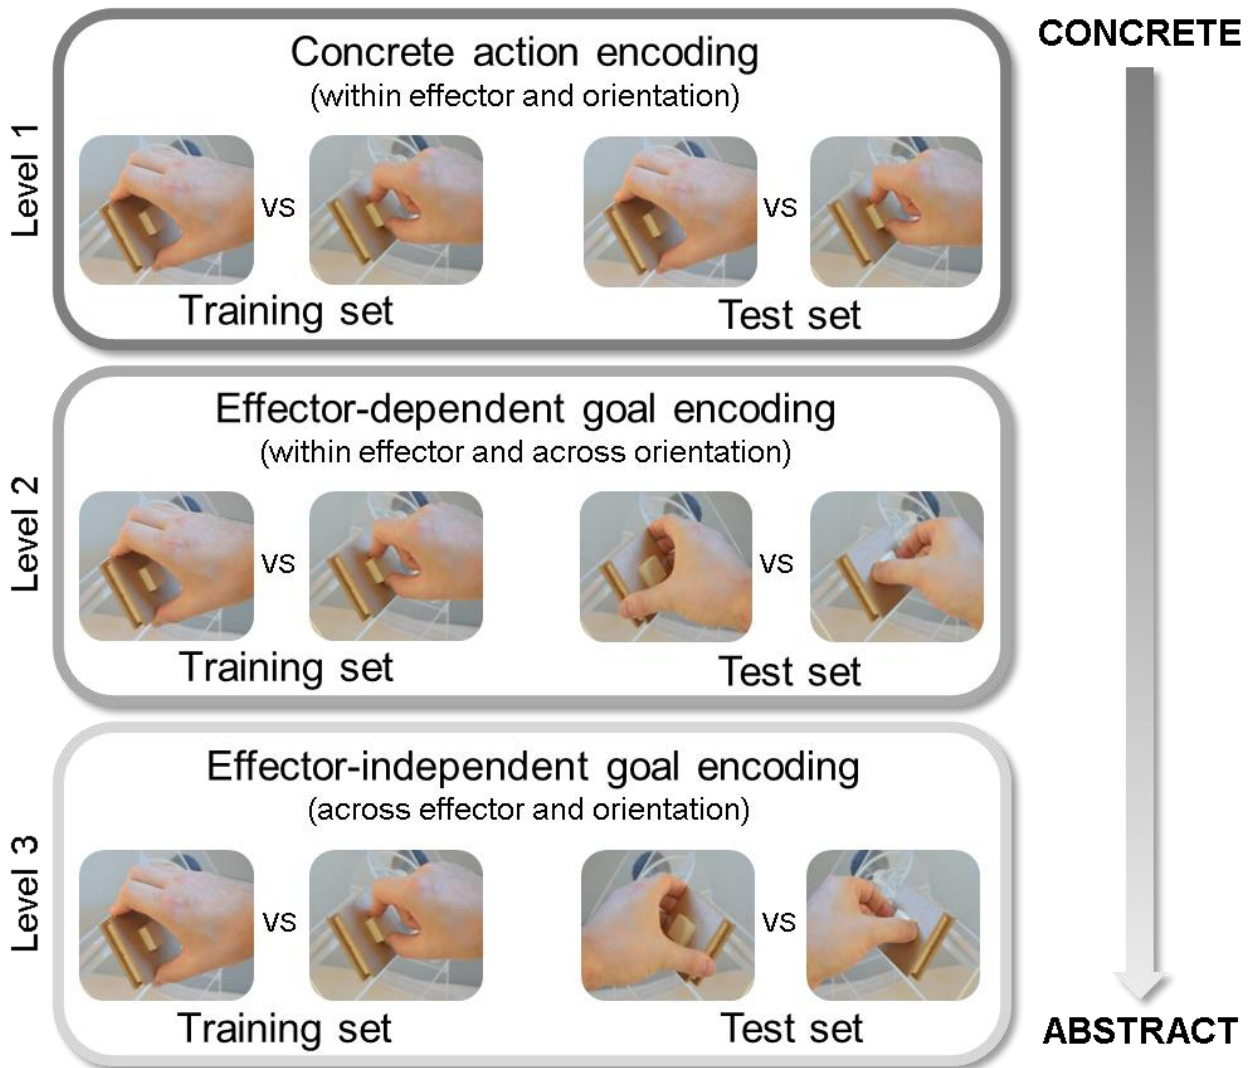 CONCRETE
Level 1
Concrete action encoding
(within effector and orientation)
vs
vs
Training set
Test set
Level 2
Effector-dependent goal encoding
(within effector and across orientation)
vs
vs
Training set
Test set
Level 3
Effector-independent goal encoding
(across effector and orientation)
vs
vs
Training set
Test set
ABSTRACT